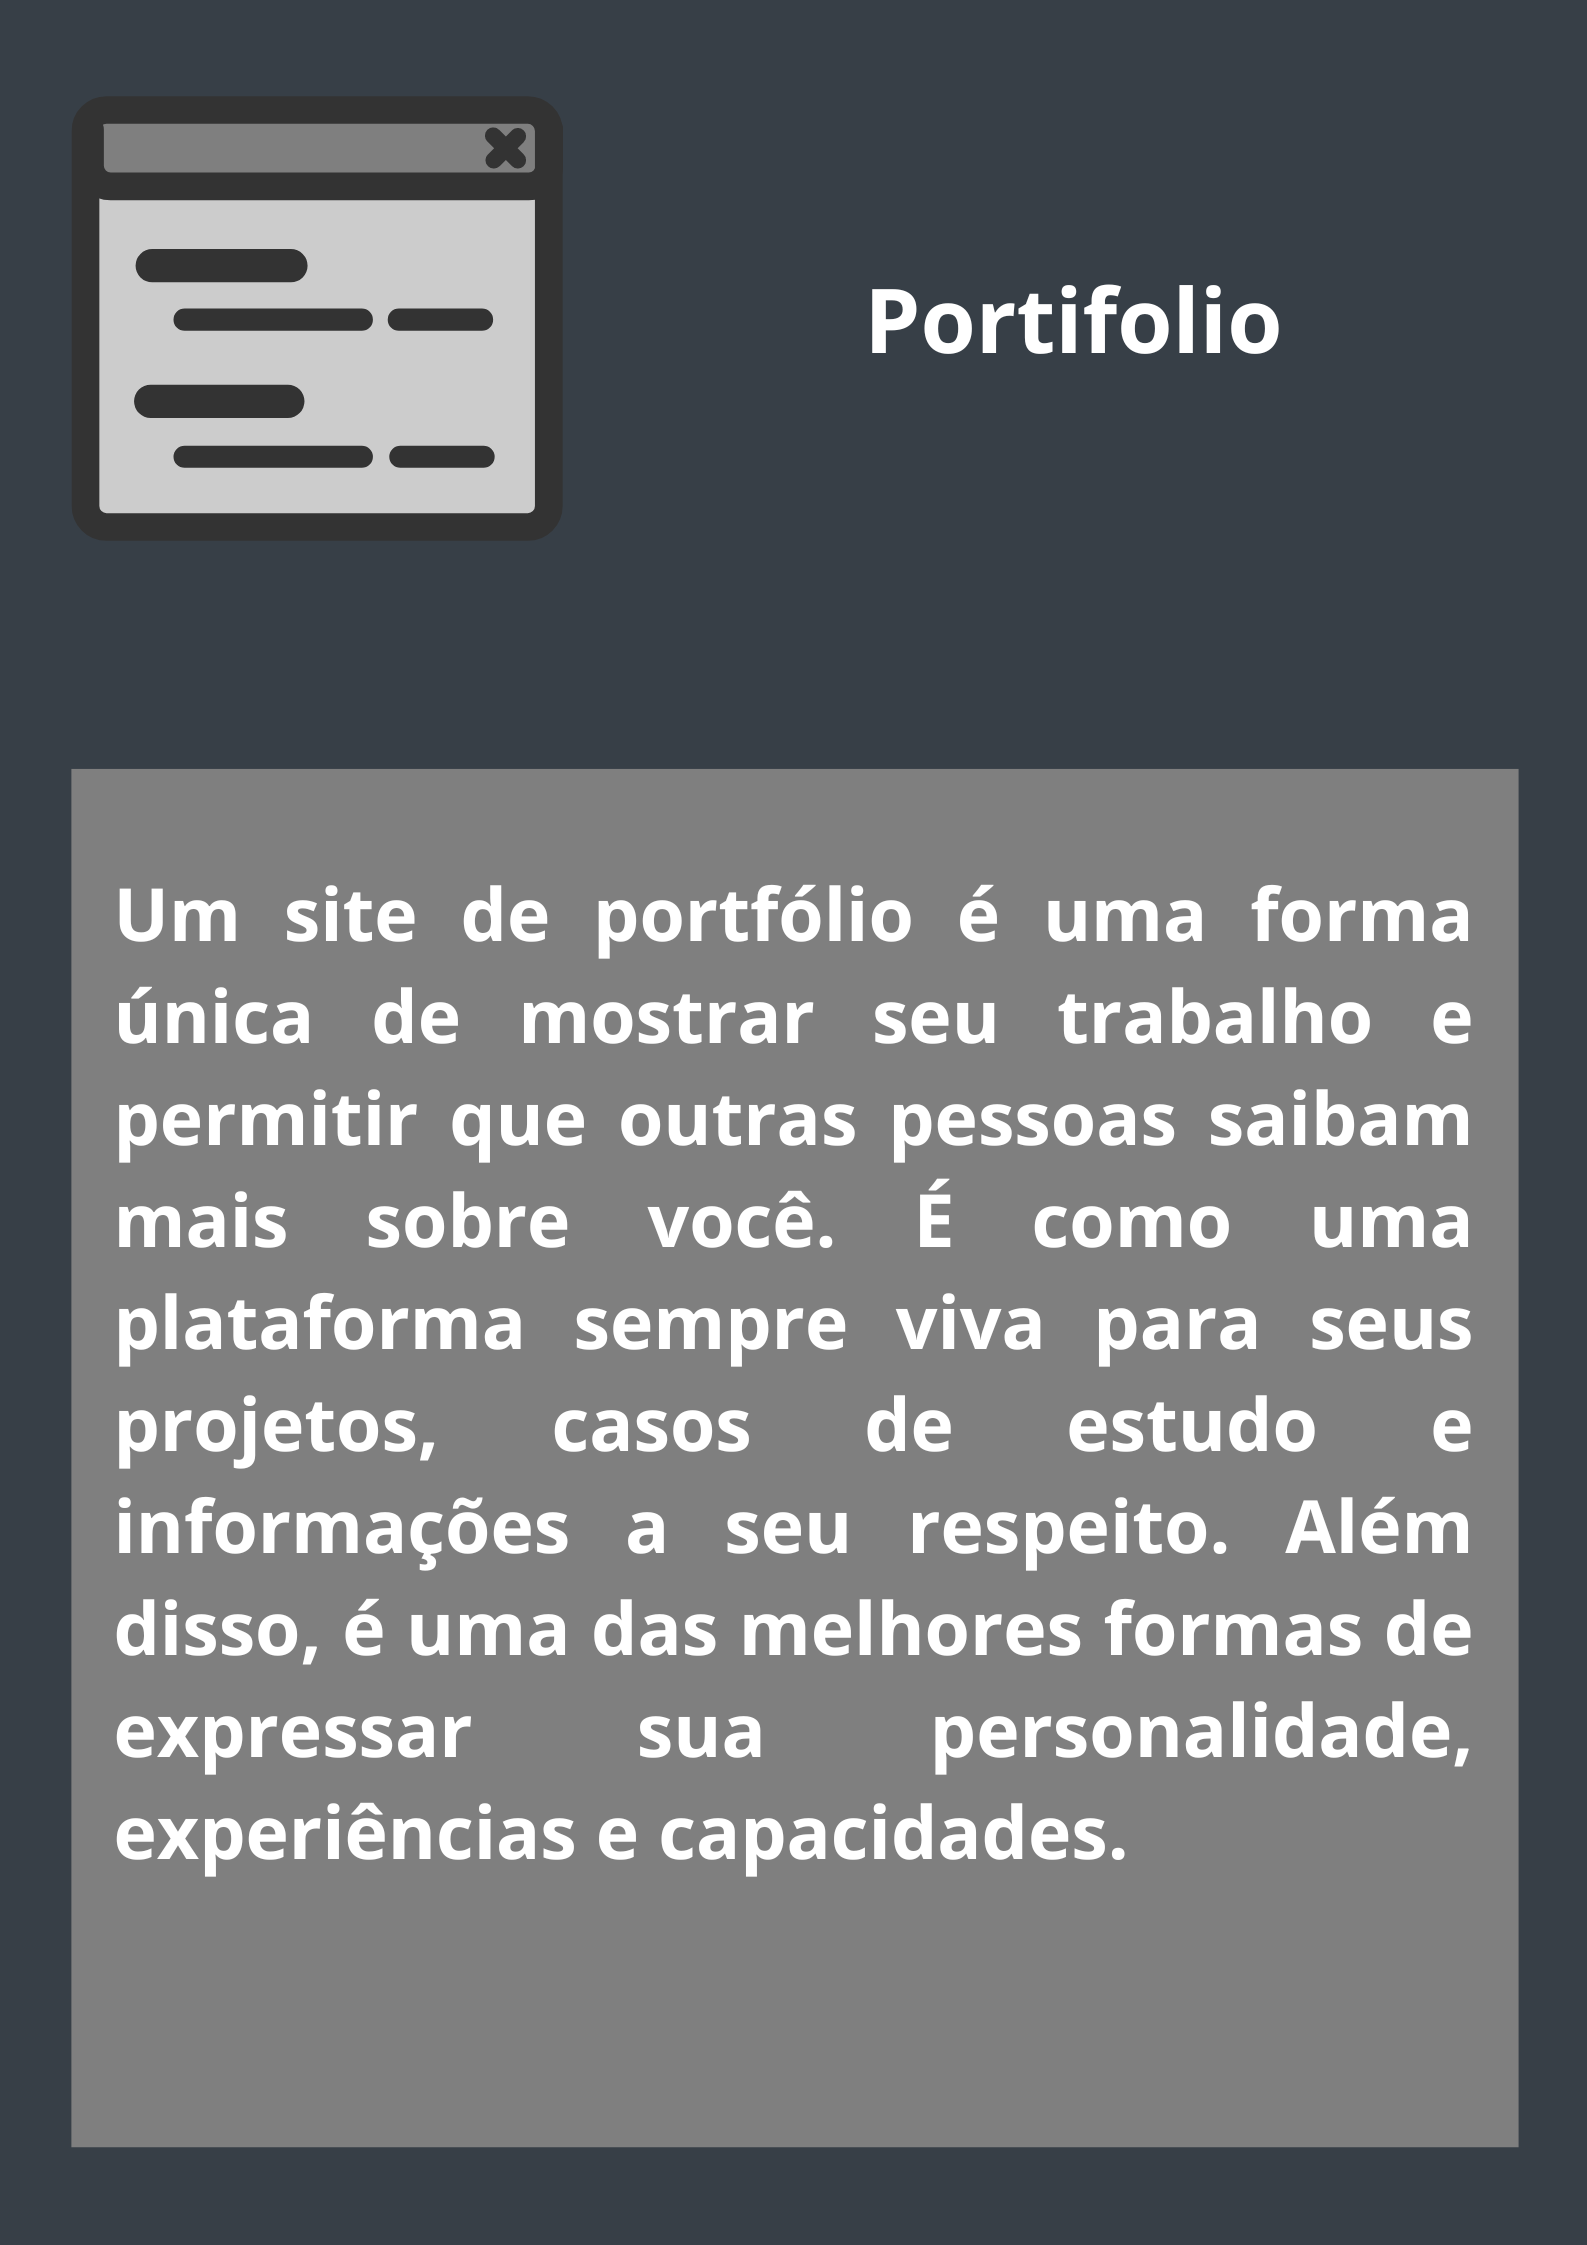 Portifolio
Um site de portfólio é uma forma
única de mostrar seu trabalho e
permitir que outras pessoas saibam
mais sobre você. É como uma
plataforma sempre viva para seus
projetos, casos de estudo e
informações a seu respeito. Além
disso, é uma das melhores formas de
expressar sua personalidade,
experiências e capacidades.